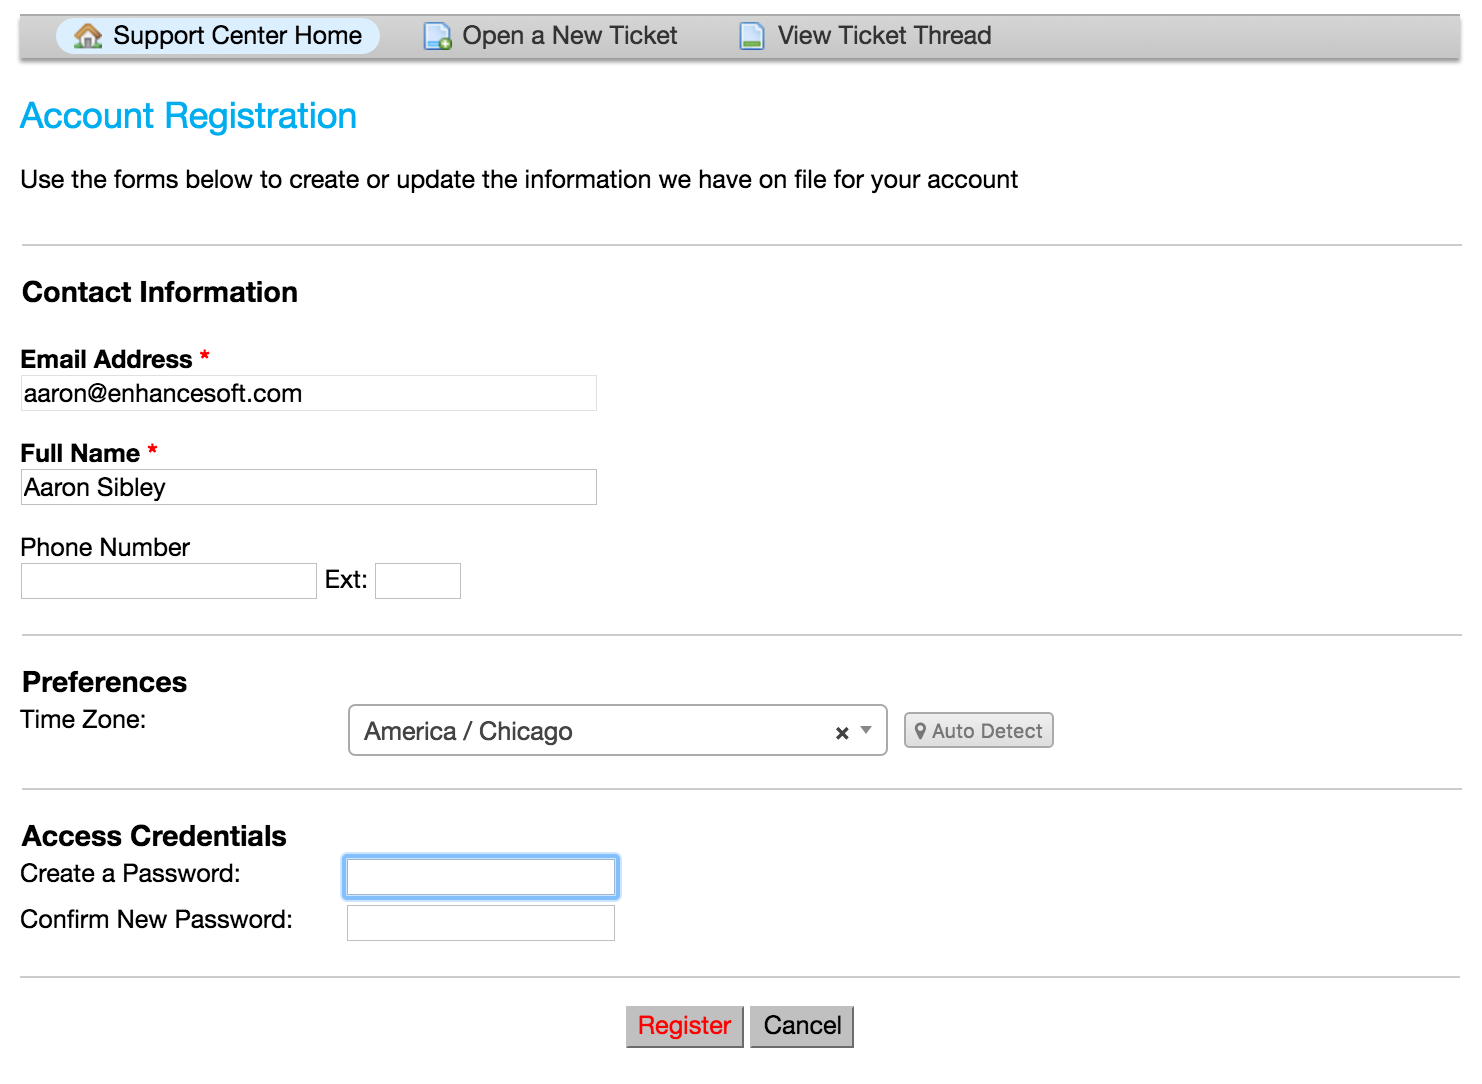 Support Center Home Open a New Ticket View Ticket Thread
Account Registration
Use the forms below to create or update the information we have on file for your account
Contact Information
Email Address *
aaron@enhancesoft.com
Full Name *
Aaron Sibley
Phone Number
Ext:
Preferences
Time Zone: America / Chicago × Auto Detect
Access Credentials
Create a Password:
Confirm New Password:
Register Cancel